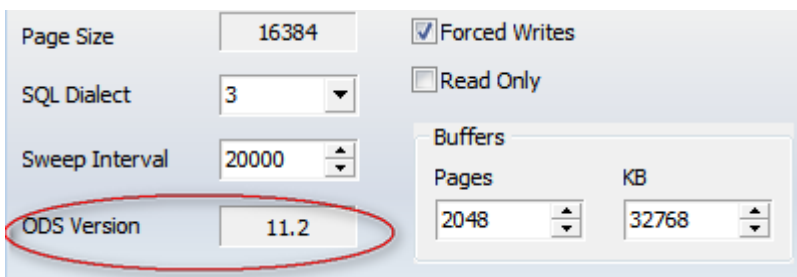 Page Size 16384
Forced Writes
SQL Dialect 3
Read Only
Sweep Interval 20000
Buffers
Pages KB
2048 32768
ODS Version 11.2